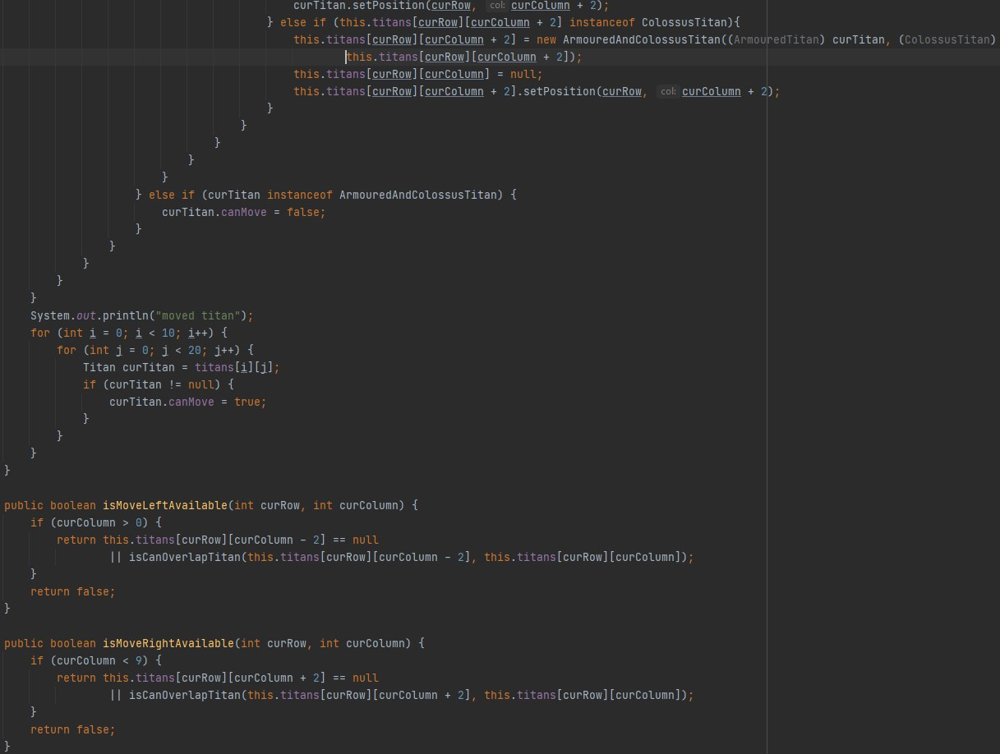 curTitan.setPosition(curRow, col: curColumn + 2);
} else if (this.titans[curRow][curColumn + 2] instanceof ColossusTitan){
this.titans[curRow][curColumn + 2] = new ArmouredAndColossusTitan((ArmouredTitan) curTitan, (ColossusTitan)
this.titans[curRow][curColumn + 2]);
this.titans[curRow][curColumn] = null;
this.titans[curRow][curColumn + 2].setPosition(curRow, col: curColumn + 2);
}
}
}
}
}
} else if (curTitan instanceof ArmouredAndColossusTitan) {
curTitan.canMove = false;
}
}
}
}
}
System.out.println("moved titan");
for (int i = 0; i < 10; i++) {
for (int j = 0; j < 20; j++) {
Titan curTitan = titans[i][j];
if (curTitan != null) {
curTitan.canMove = true;
}
}
}
}
public boolean isMoveLeftAvailable(int curRow, int curColumn) {
if (curColumn > 0) {
return this.titans[curRow][curColumn - 2] == null
|| isCanOverlapTitan(this.titans[curRow][curColumn - 2], this.titans[curRow][curColumn]);
}
return false;
}
public boolean isMoveRightAvailable(int curRow, int curColumn) {
if (curColumn < 9) {
return this.titans[curRow][curColumn + 2] == null
|| isCanOverlapTitan(this.titans[curRow][curColumn + 2], this.titans[curRow][curColumn]);
}
return false;
}